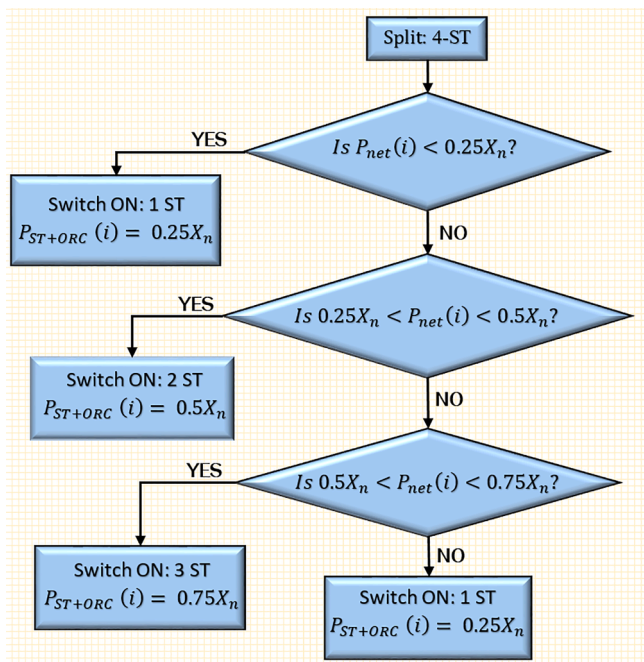 Split: 4-ST
Is P_net(i) < 0.25X_n?
YES
Switch ON: 1 ST
P_ST+ORC (i) = 0.25X_n
NO
Is 0.25X_n < P_net(i) < 0.5X_n?
YES
Switch ON: 2 ST
P_ST+ORC (i) = 0.5X_n
NO
Is 0.5X_n < P_net(i) < 0.75X_n?
YES
Switch ON: 3 ST
P_ST+ORC (i) = 0.75X_n
NO
Switch ON: 1 ST
P_ST+ORC (i) = 0.25X_n